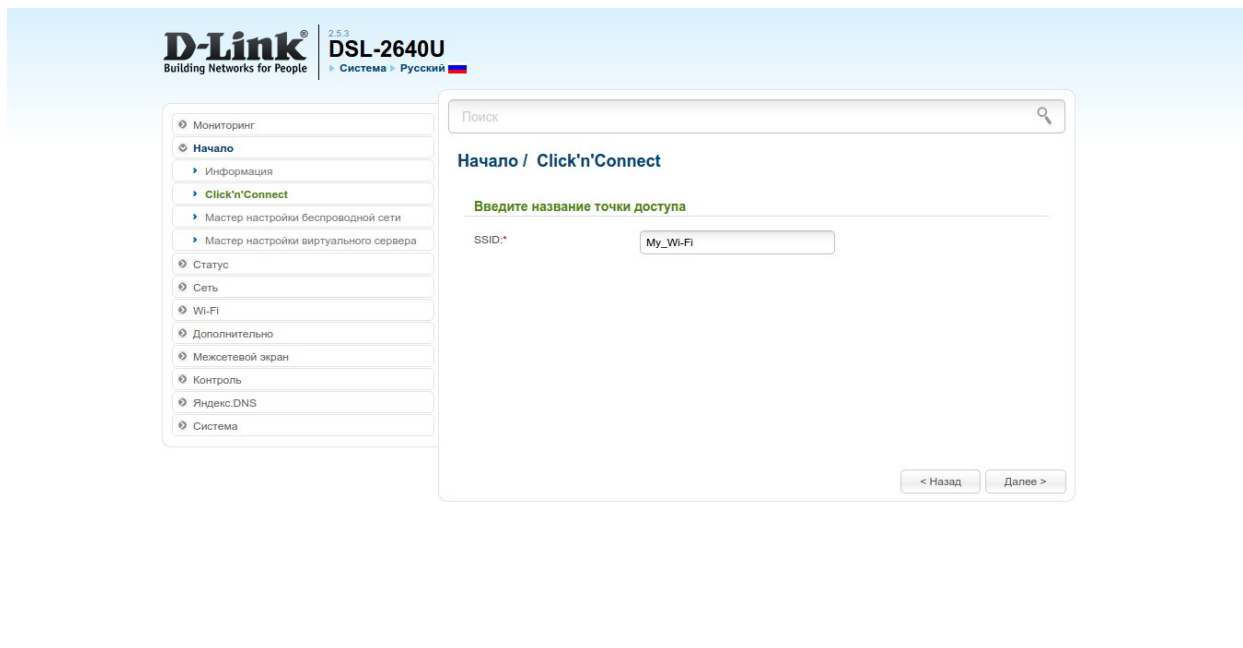 D-Link®
Building Networks for People
2.5.3
DSL-2640U
Система Русский
Мониторинг
Начало
Информация
Click'n'Connect
Мастер настройки беспроводной сети
Мастер настройки виртуального сервера
Статус
Сеть
Wi-Fi
Дополнительно
Межсетевой экран
Контроль
Яндекс.DNS
Система
Поиск
Начало / Click'n'Connect
Введите название точки доступа
SSID:* My_Wi-Fi
< Назад Далее >